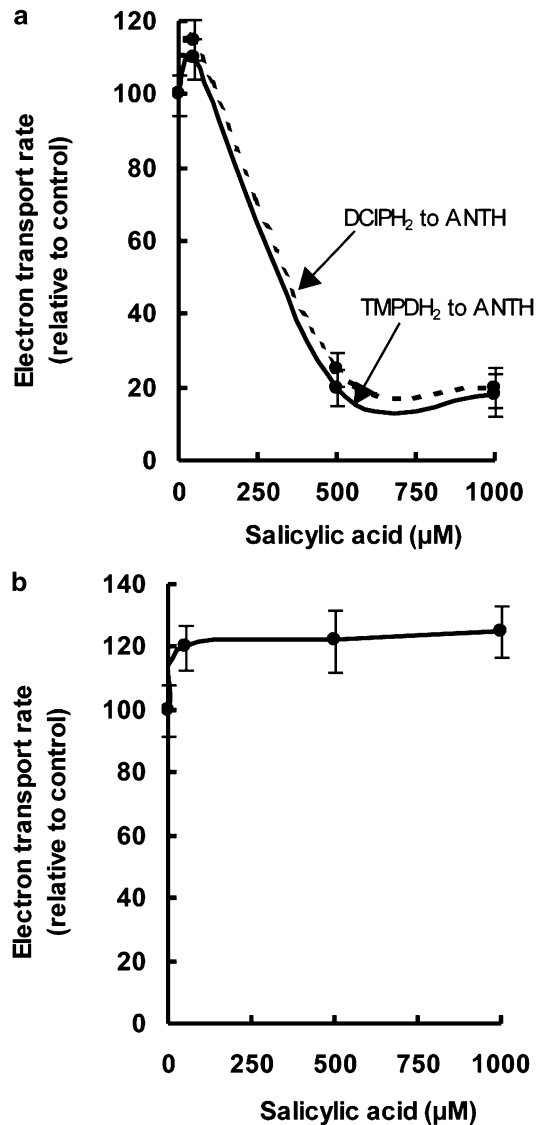 a
Electron transport rate
(relative to control)
120
100
80
60
40
20
0
DCIPH₂ to ANTH
TMPDH₂ to ANTH
0 250 500 750 1000
Salicylic acid (µM)
b
Electron transport rate
(relative to control)
140
120
100
80
60
40
20
0
0 250 500 750 1000
Salicylic acid (µM)